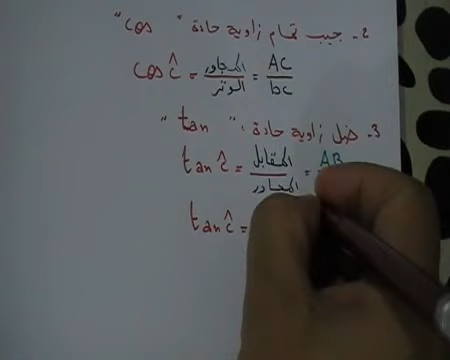 2- جيب تمام زاوية حادة " cos "
cos Ĉ = المجاور / الوتر = AC / bc
3- ضل زاوية حادة : " tan "
tan Ĉ = المقابل / المجاور = AB
tan Ĉ =